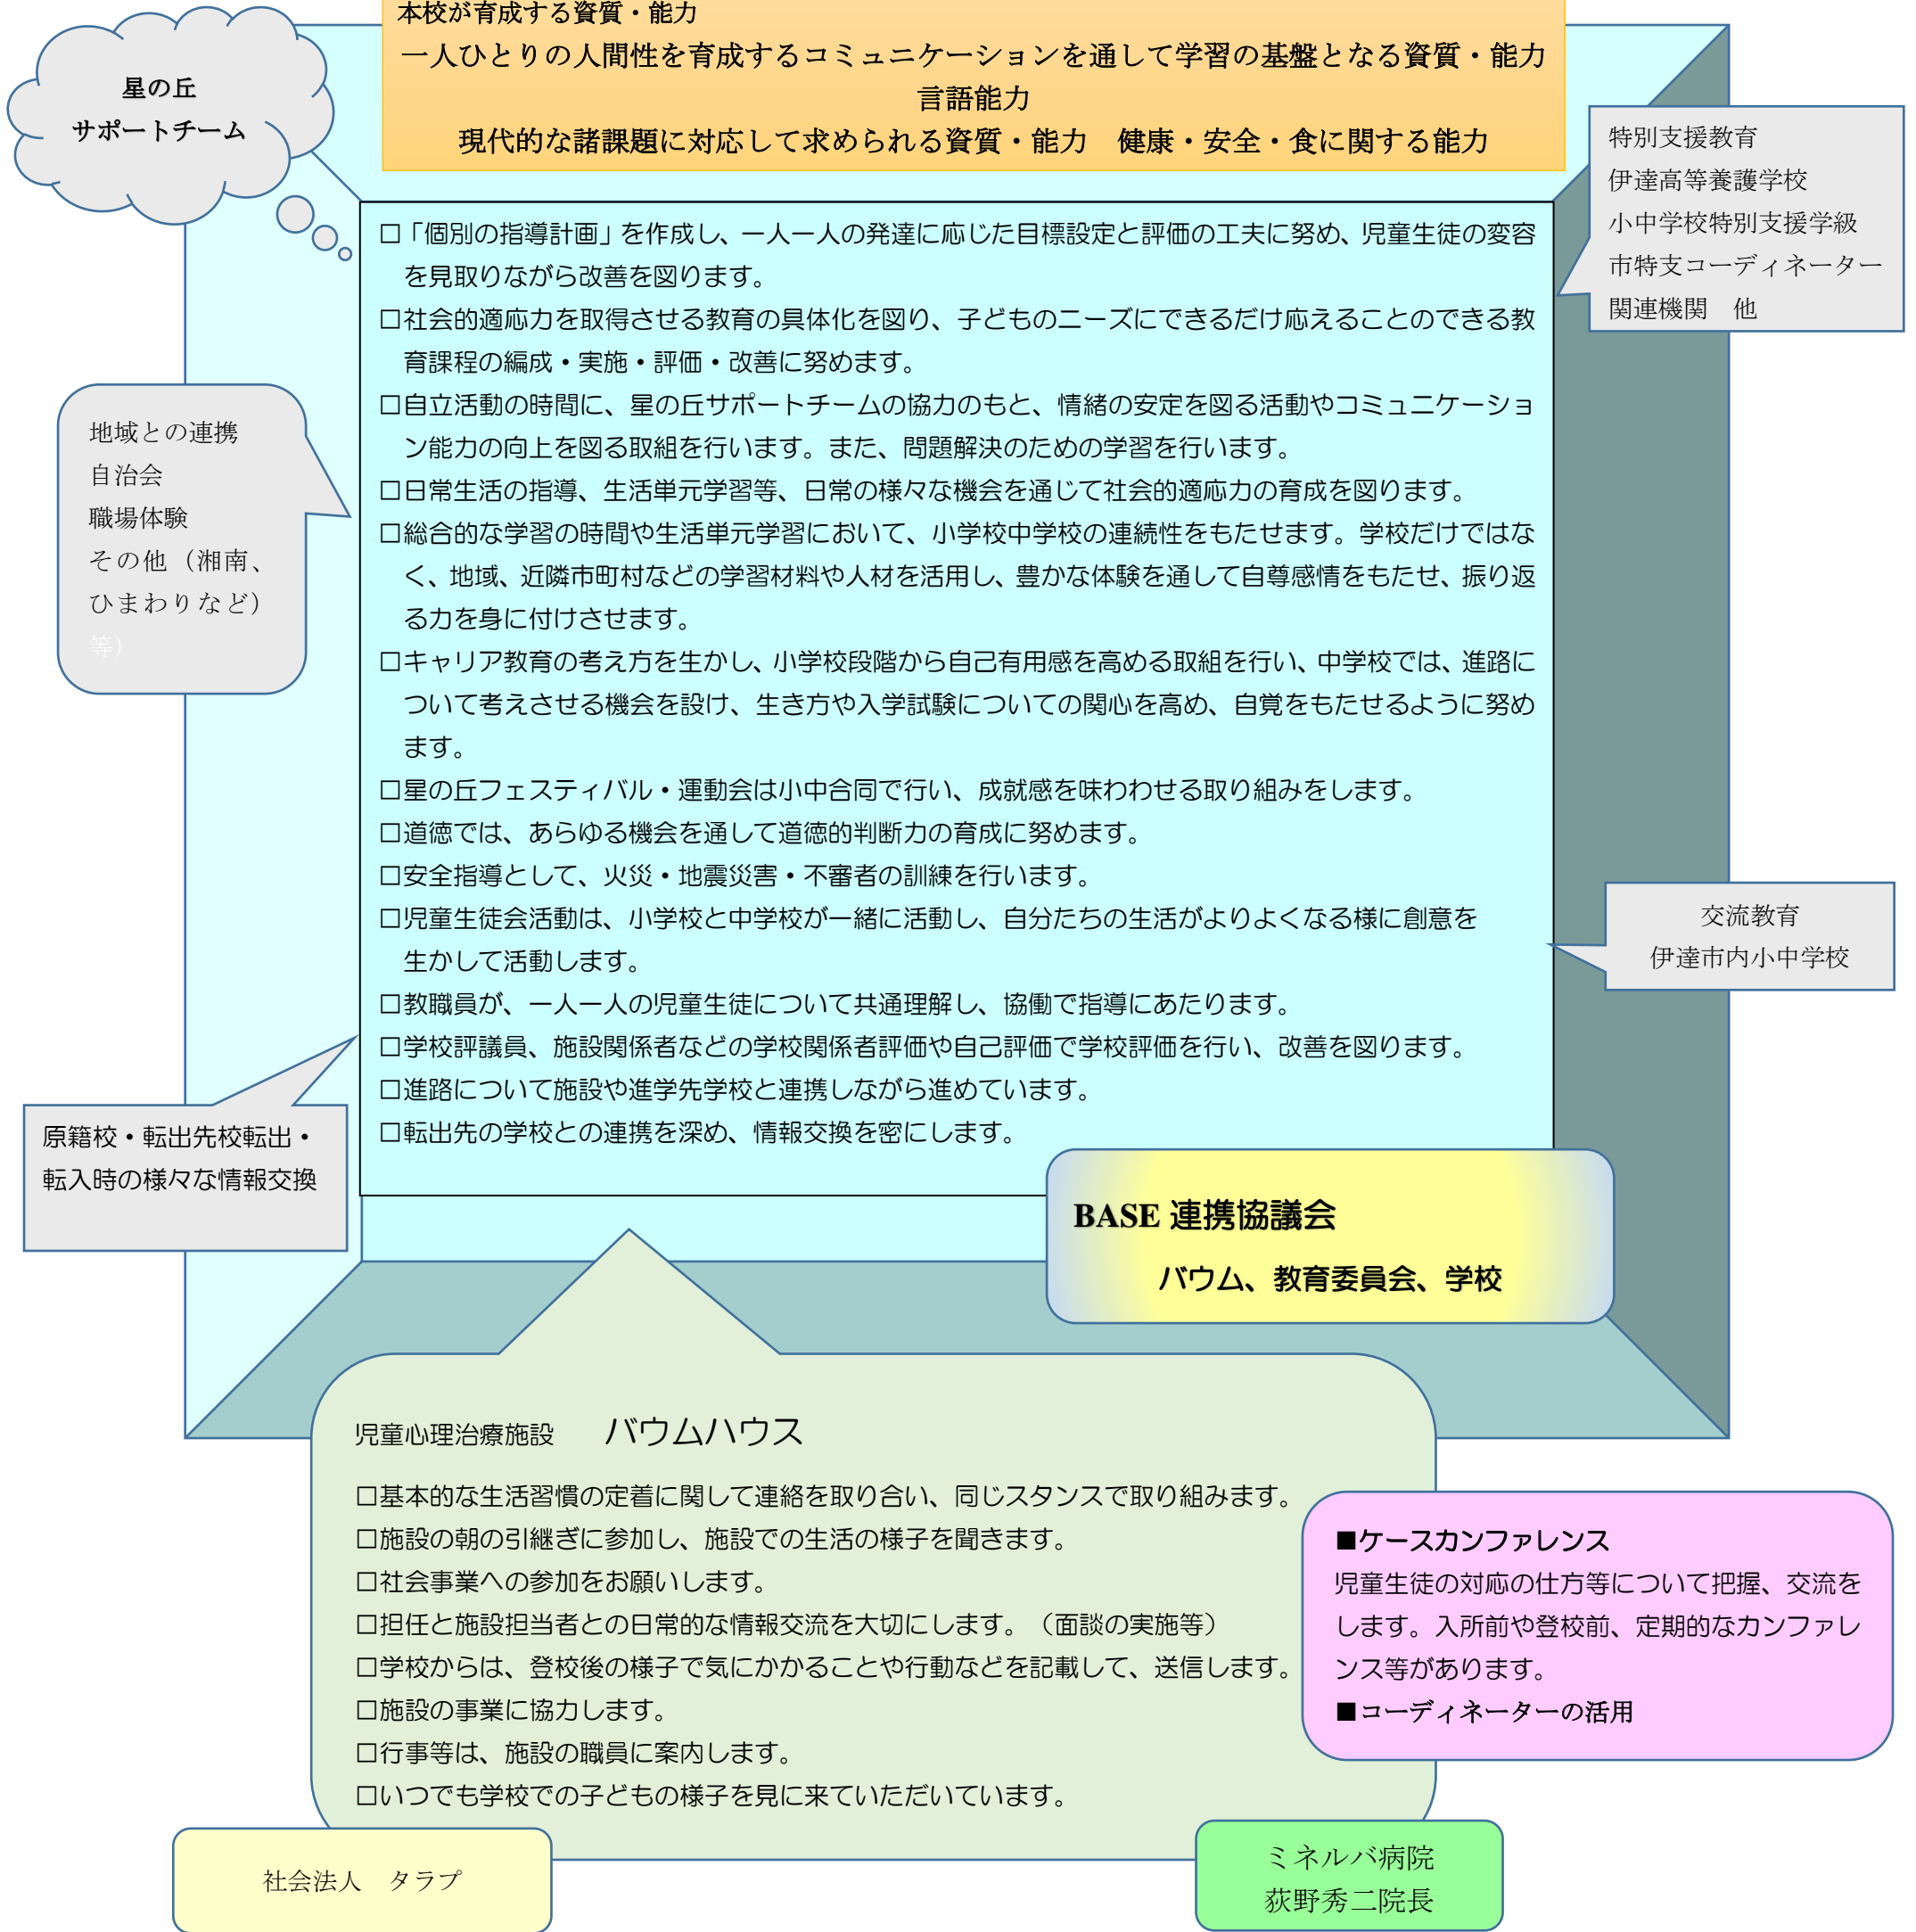 本校が育成する資質・能力
一人ひとりの人間性を育成するコミュニケーションを通して学習の基盤となる資質・能力
言語能力
現代的な諸課題に対応して求められる資質・能力　健康・安全・食に関する能力
星の丘
サポートチーム
特別支援教育
伊達高等養護学校
小中学校特別支援学級
市特支コーディネーター
関連機関　他
□「個別の指導計画」を作成し、一人一人の発達に応じた目標設定と評価の工夫に努め、児童生徒の変容
を見取りながら改善を図ります。
□社会的適応力を取得させる教育の具体化を図り、子どものニーズにできるだけ応えることのできる教
育課程の編成・実施・評価・改善に努めます。
□自立活動の時間に、星の丘サポートチームの協力のもと、情緒の安定を図る活動やコミュニケーショ
ン能力の向上を図る取組を行います。また、問題解決のための学習を行います。
□日常生活の指導、生活単元学習等、日常の様々な機会を通じて社会的適応力の育成を図ります。
□総合的な学習の時間や生活単元学習において、小学校中学校の連続性をもたせます。学校だけではな
く、地域、近隣市町村などの学習材料や人材を活用し、豊かな体験を通して自尊感情をもたせ、振り返
る力を身に付けさせます。
□キャリア教育の考え方を生かし、小学校段階から自己有用感を高める取組を行い、中学校では、進路に
ついて考えさせる機会を設け、生き方や入学試験についての関心を高め、自覚をもたせるように努め
ます。
□星の丘フェスティバル・運動会は小中合同で行い、成就感を味わわせる取り組みをします。
□道徳では、あらゆる機会を通して道徳的判断力の育成に努めます。
□安全指導として、火災・地震災害・不審者の訓練を行います。
□児童生徒会活動は、小学校と中学校が一緒に活動し、自分たちの生活がよりよくなる様に創意を
生かして活動します。
□教職員が、一人一人の児童生徒について共通理解し、協働で指導にあたります。
□学校評議員、施設関係者などの学校関係者評価や自己評価で学校評価を行い、改善を図ります。
□進路について施設や進学先学校と連携しながら進めています。
□転出先の学校との連携を深め、情報交換を密にします。
地域との連携
自治会
職場体験
その他（湘南、
ひまわりなど）
等）
交流教育
伊達市内小中学校
原籍校・転出先校転出・
転入時の様々な情報交換
BASE 連携協議会
バウム、教育委員会、学校
児童心理治療施設　　バウムハウス
□基本的な生活習慣の定着に関して連絡を取り合い、同じスタンスで取り組みます。
□施設の朝の引継ぎに参加し、施設での生活の様子を聞きます。
□社会事業への参加をお願いします。
□担任と施設担当者との日常的な情報交流を大切にします。（面談の実施等）
□学校からは、登校後の様子で気にかかることや行動などを記載して、送信します。
□施設の事業に協力します。
□行事等は、施設の職員に案内します。
□いつでも学校での子どもの様子を見に来ていただいています。
■ケースカンファレンス
児童生徒の対応の仕方等について把握、交流を
します。入所前や登校前、定期的なカンファレ
ンス等があります。
■コーディネーターの活用
社会法人　タラプ
ミネルバ病院
荻野秀二院長